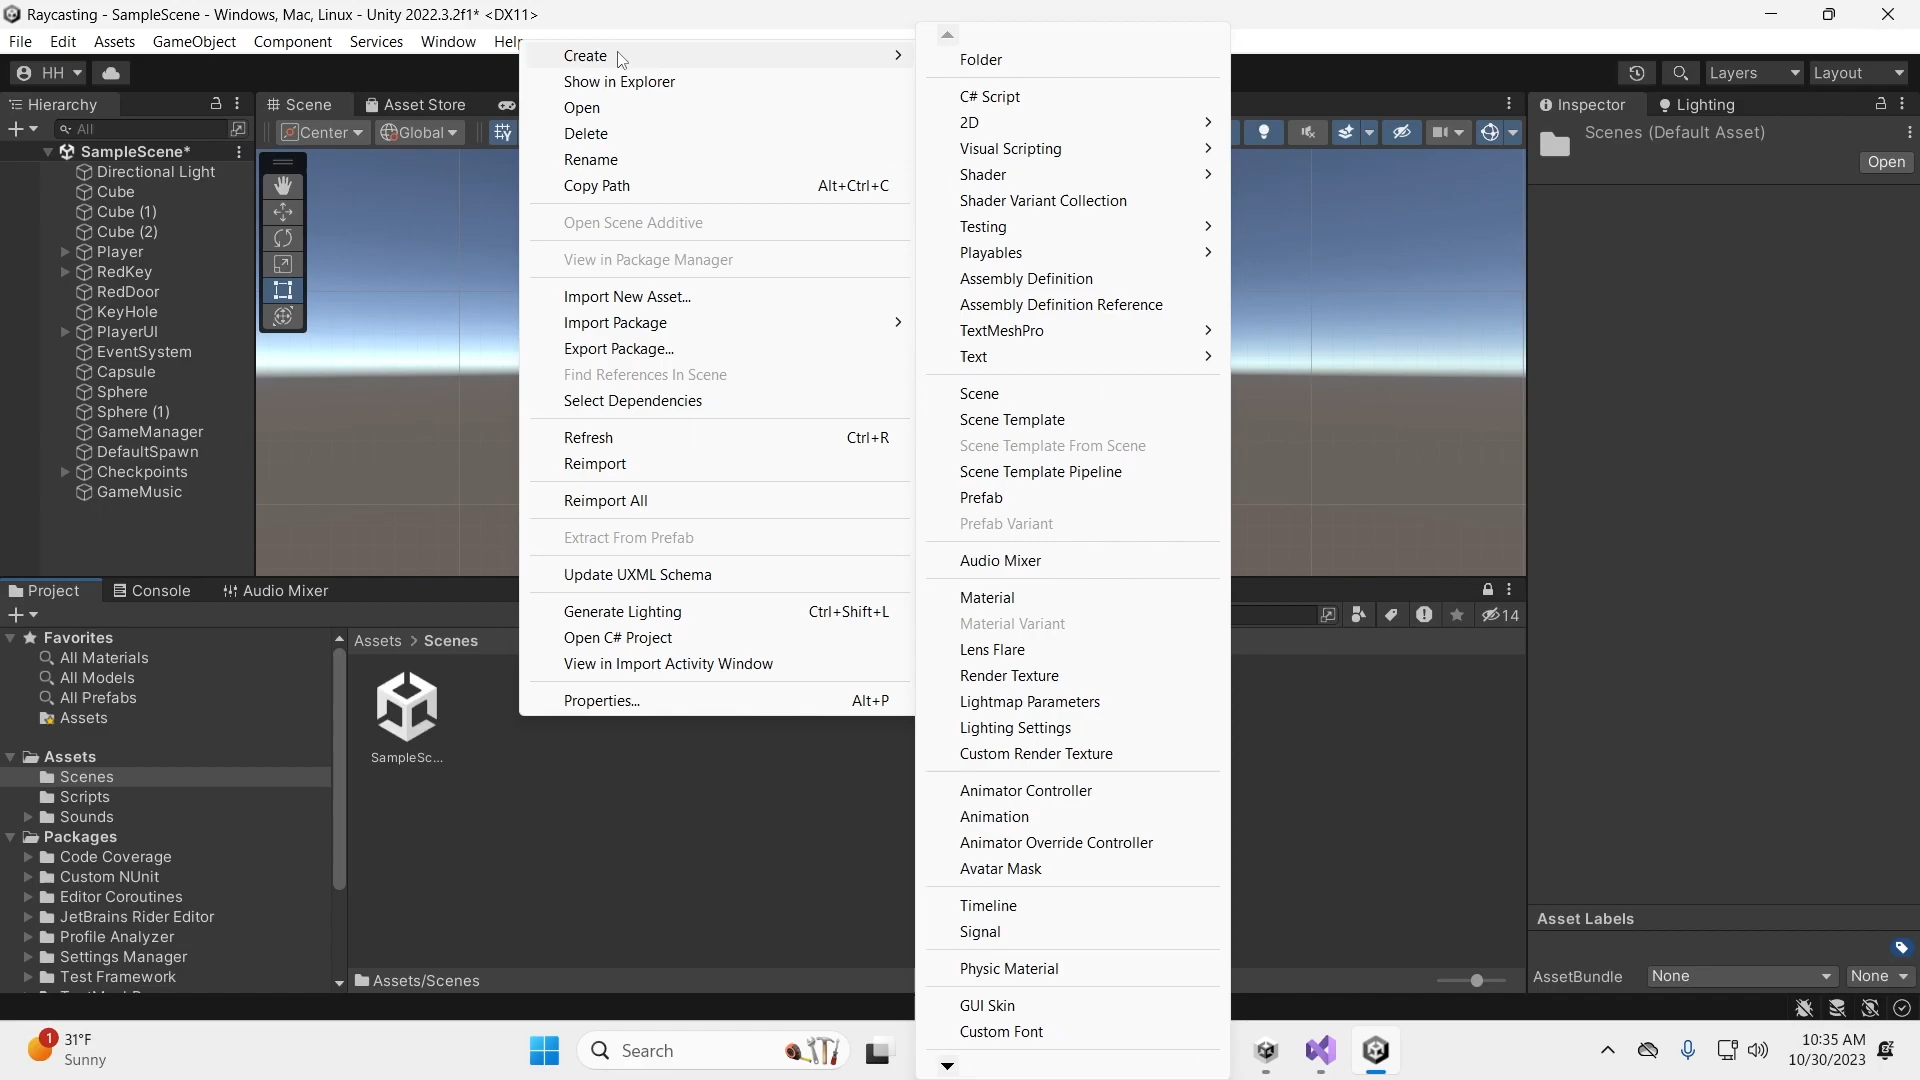 Raycasting - SampleScene - Windows, Mac, Linux - Unity 2022.3.2f1* <DX11>
File Edit Assets GameObject Component Services Window Help
HH
Layers
Layout
Hierarchy
All
SampleScene*
Directional Light
Cube
Cube (1)
Cube (2)
Player
RedKey
RedDoor
KeyHole
PlayerUI
EventSystem
Capsule
Sphere
Sphere (1)
GameManager
DefaultSpawn
Checkpoints
GameMusic
Scene
Asset Store
Center
Global
Create
Show in Explorer
Open
Delete
Rename
Copy Path Alt+Ctrl+C
Open Scene Additive
View in Package Manager
Import New Asset...
Import Package
Export Package...
Find References In Scene
Select Dependencies
Refresh Ctrl+R
Reimport
Reimport All
Extract From Prefab
Update UXML Schema
Generate Lighting Ctrl+Shift+L
Open C# Project
View in Import Activity Window
Properties... Alt+P
Folder
C# Script
2D
Visual Scripting
Shader
Shader Variant Collection
Testing
Playables
Assembly Definition
Assembly Definition Reference
TextMeshPro
Text
Scene
Scene Template
Scene Template From Scene
Scene Template Pipeline
Prefab
Prefab Variant
Audio Mixer
Material
Material Variant
Lens Flare
Render Texture
Lightmap Parameters
Lighting Settings
Custom Render Texture
Animator Controller
Animation
Animator Override Controller
Avatar Mask
Timeline
Signal
Physic Material
GUI Skin
Custom Font
Inspector
Lighting
Scenes (Default Asset)
Open
Asset Labels
AssetBundle None None
Project
Console
Audio Mixer
14
Favorites
All Materials
All Models
All Prefabs
Assets
Assets
Scenes
Scripts
Sounds
Packages
Code Coverage
Custom NUnit
Editor Coroutines
JetBrains Rider Editor
Profile Analyzer
Settings Manager
Test Framework
Assets > Scenes
SampleSc...
Assets/Scenes
1
31°F
Sunny
Search
10:35 AM
10/30/2023